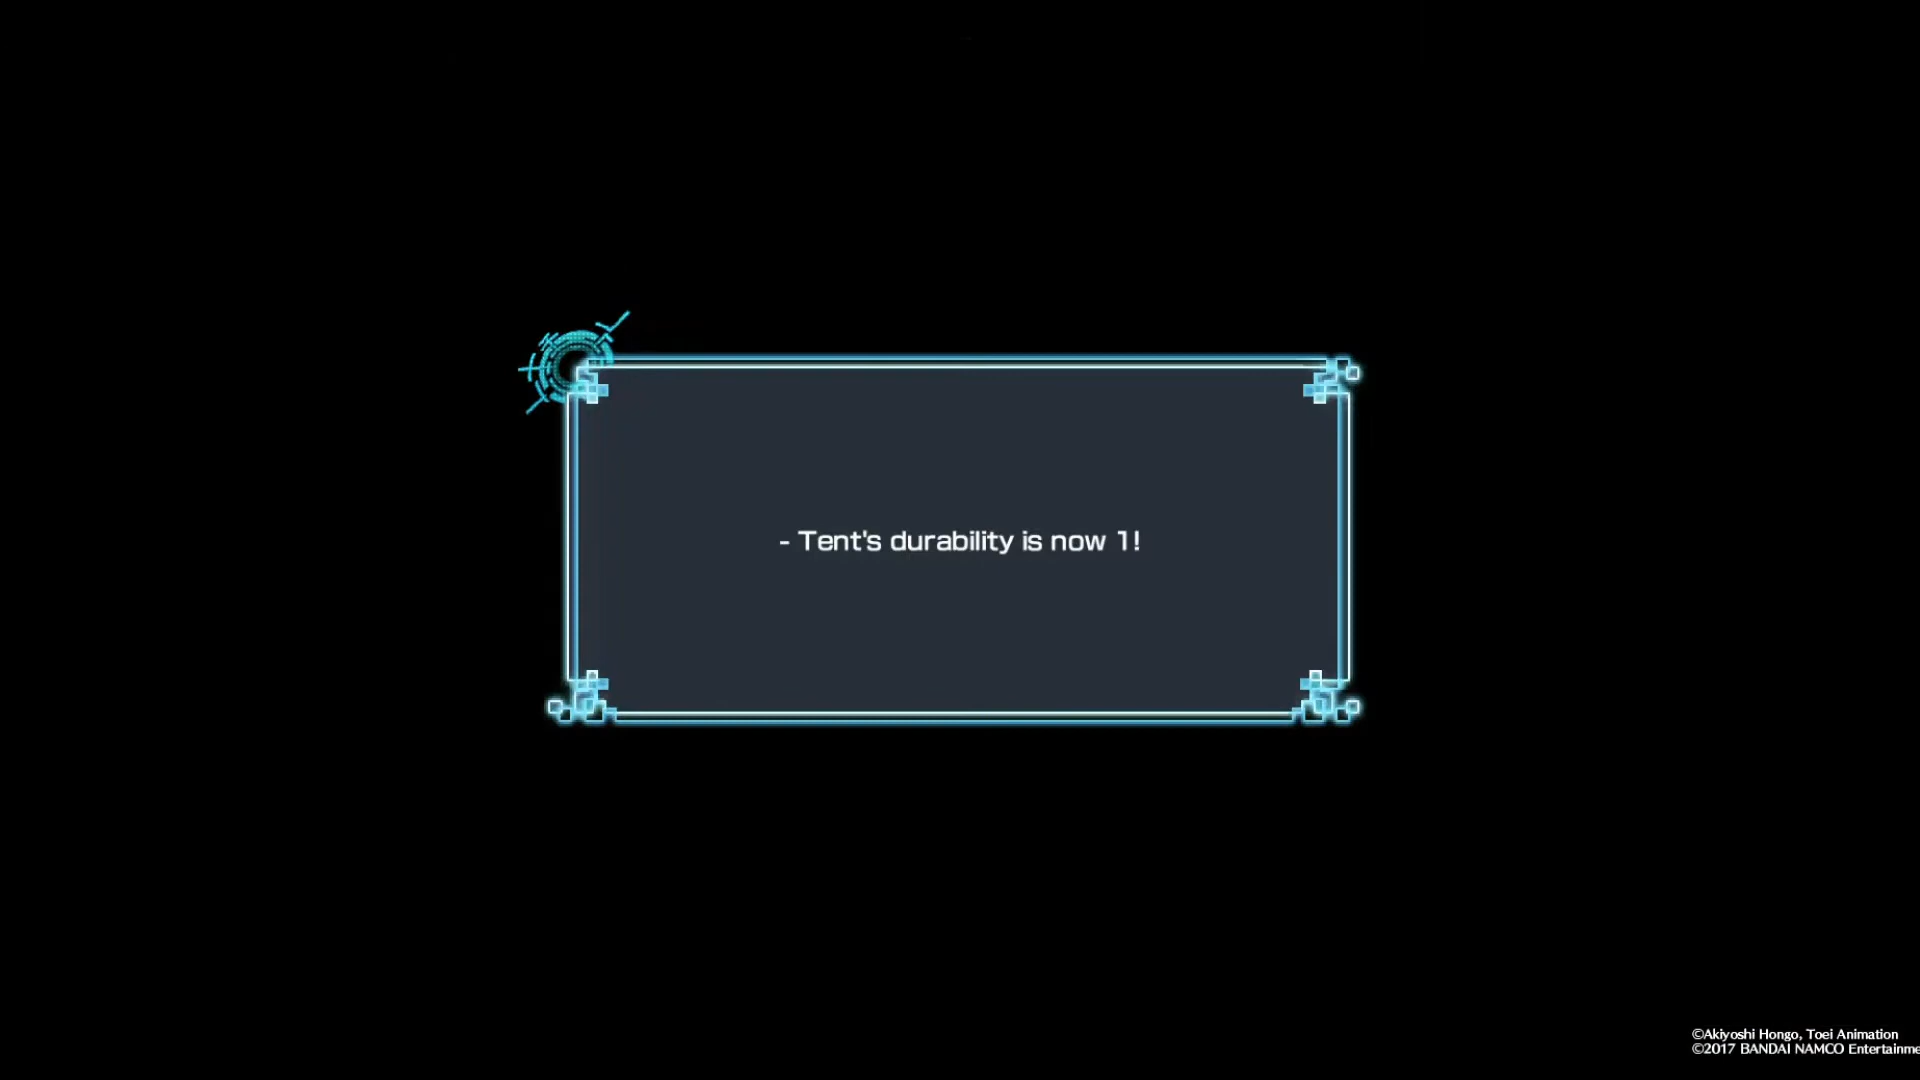 - Tent's durability is now 1!
©Akiyoshi Hongo, Toei Animation
©2017 BANDAI NAMCO Entertainme